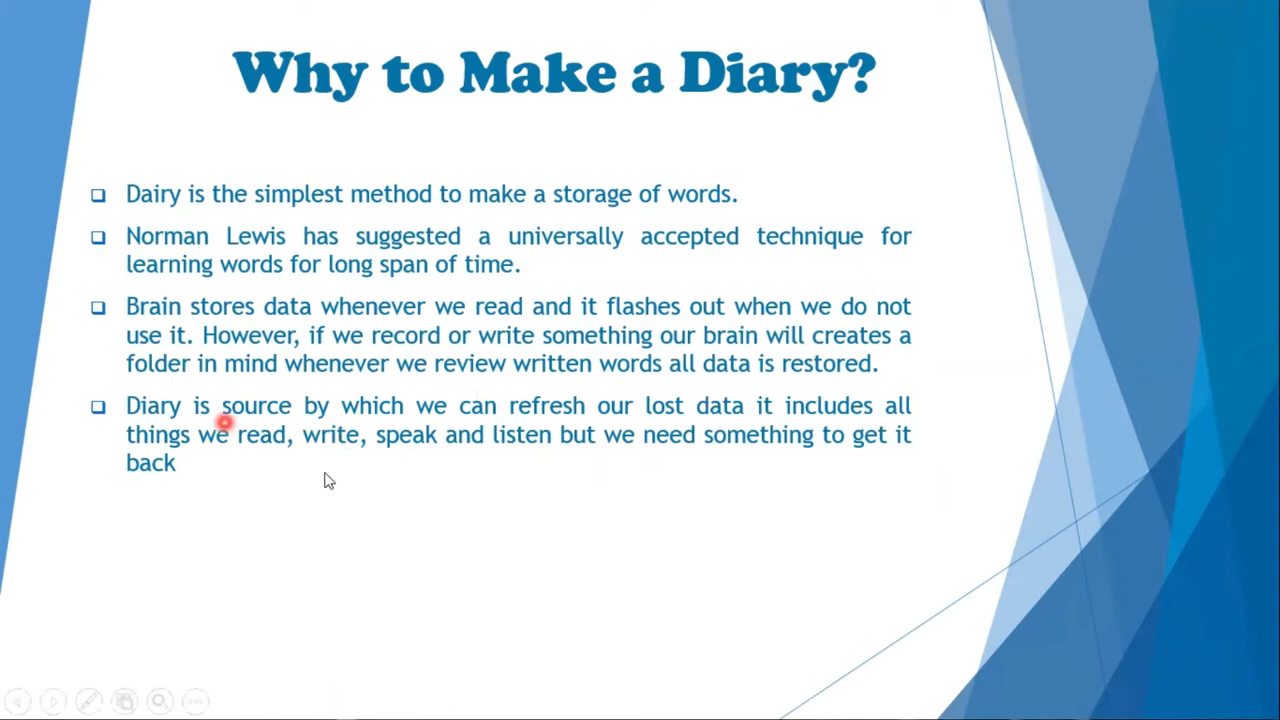 Why to Make a Diary?
Dairy is the simplest method to make a storage of words.
Norman Lewis has suggested a universally accepted technique for
learning words for long span of time.
Brain stores data whenever we read and it flashes out when we do not
use it. However, if we record or write something our brain will creates a
folder in mind whenever we review written words all data is restored.
Diary is source by which we can refresh our lost data it includes all
things we read, write, speak and listen but we need something to get it
back